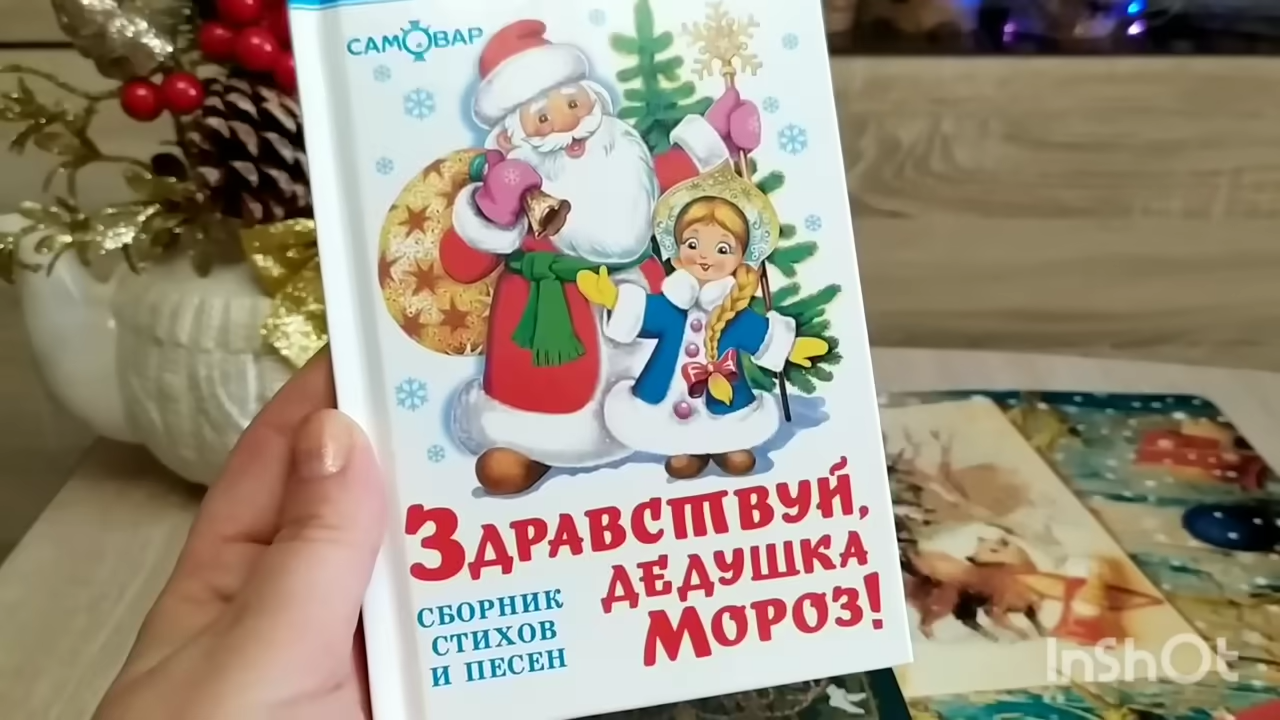 САМОВАР
ЗДРАВСТВУЙ,
ДЕДУШКА
МОРОЗ!
СБОРНИК
СТИХОВ
И ПЕСЕН
InShOt